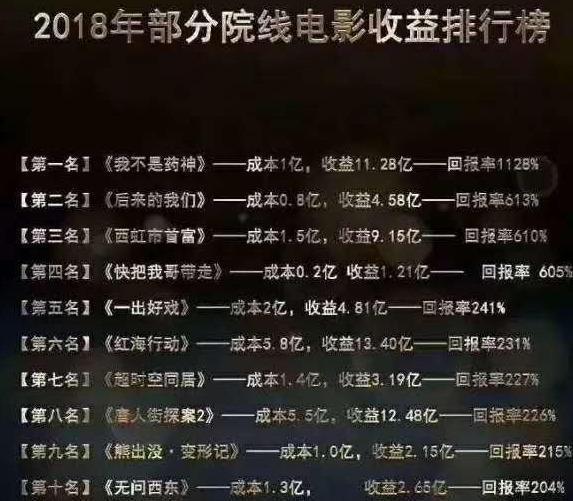 2018年部分院线电影收益排行榜
【第一名】《我不是药神》——成本1亿，收益11.28亿——回报率1128%
【第二名】《后来的我们》——成本0.8亿，收益4.58亿——回报率613%
【第三名】《西虹市首富》——成本1.5亿，收益9.15亿—— 回报率610%
【第四名】《快把我哥带走》——成本0.2亿 收益1.21亿—— 回报率 605%
【第五名】《一出好戏》——成本2亿，收益4.81亿——回报率241%
【第六名】《红海行动》——成本5.8亿，收益13.40亿——回报率231%
【第七名】《超时空同居》——成本1.4亿，收益3.19亿——回报率227%
【第八名】《唐人街探案2》——成本5.5亿，收益12.48亿——回报率226%
【第九名】《熊出没·变形记》——成本1.0亿，收益2.15亿——回报率215%
【第十名】《无问西东》——成本1.3亿， 收益2.65亿——回报率204%